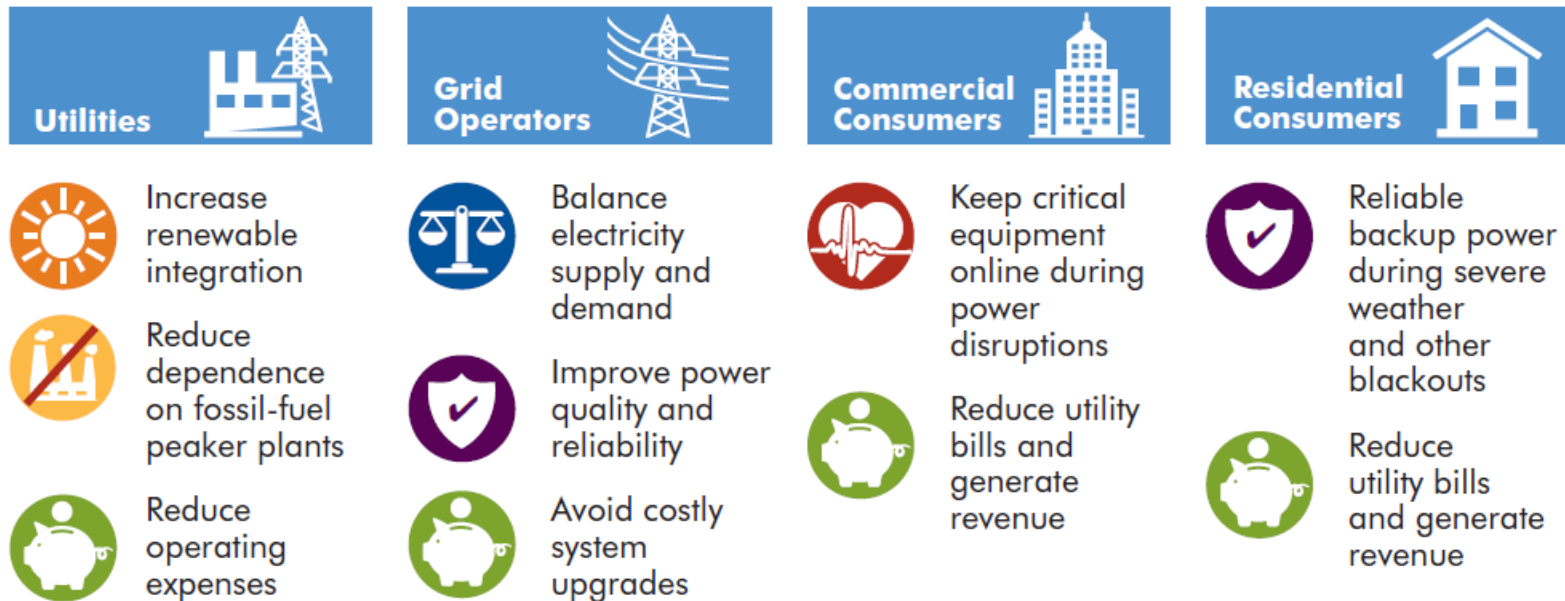 Utilities
Increase
renewable
integration
Reduce
dependence
on fossil-fuel
peaker plants
Reduce
operating
expenses
Grid
Operators
Balance
electricity
supply and
demand
Improve power
quality and
reliability
Avoid costly
system
upgrades
Commercial
Consumers
Keep critical
equipment
online during
power
disruptions
Reduce utility
bills and
generate
revenue
Residential
Consumers
Reliable
backup power
during severe
weather
and other
blackouts
Reduce
utility bills
and generate
revenue